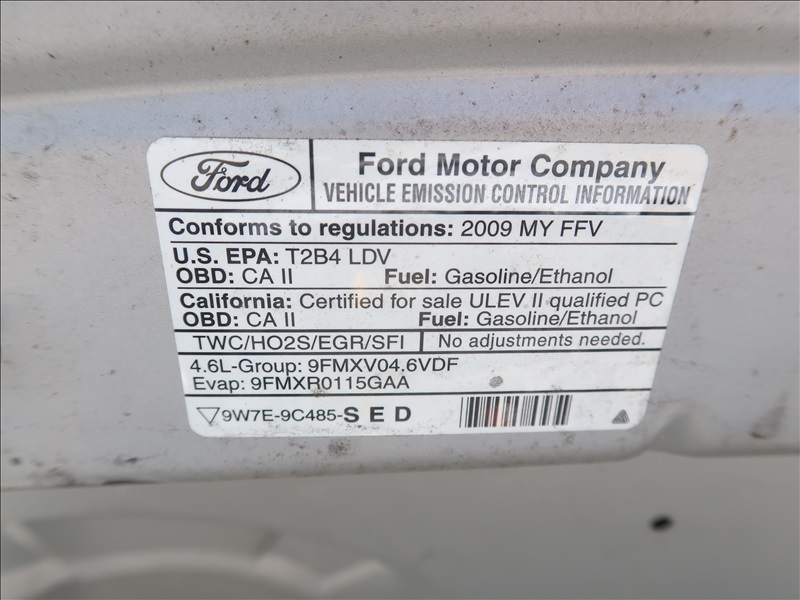 Ford
Ford Motor Company
VEHICLE EMISSION CONTROL INFORMATION
Conforms to regulations: 2009 MY FFV
U.S. EPA: T2B4 LDV
OBD: CA II Fuel: Gasoline/Ethanol
California: Certified for sale ULEV II qualified PC
OBD: CA II Fuel: Gasoline/Ethanol
TWC/HO2S/EGR/SFI No adjustments needed.
4.6L-Group: 9FMXV04.6VDF
Evap: 9FMXR0115GAA
9W7E-9C485-SED